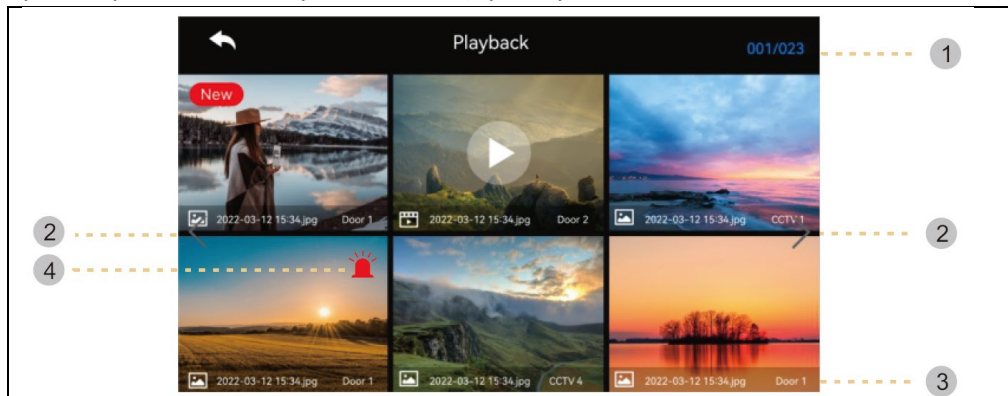 Playback
001/023
1
New
2022-03-12 15:34.jpg Door 1
2022-03-12 15:34.jpg Door 2
2022-03-12 15:34.jpg CCTV 1
2
2
4
2022-03-12 15:34.jpg Door 1
2022-03-12 15:34.jpg CCTV 4
2022-03-12 15:34.jpg Door 1
3